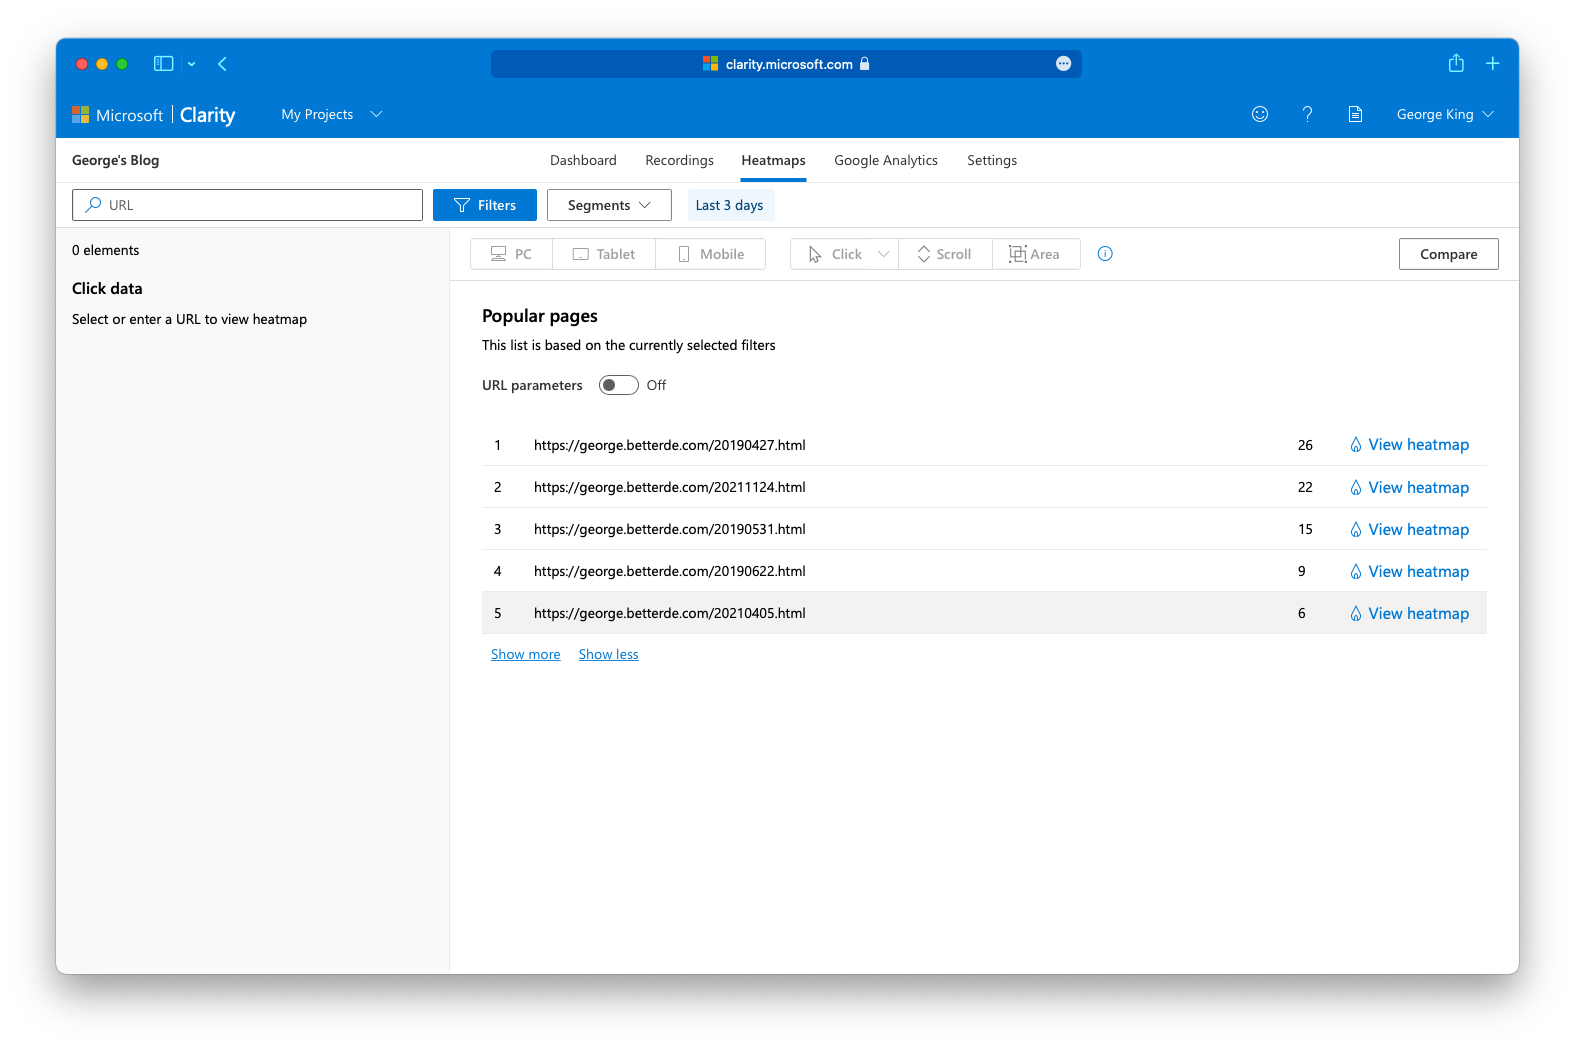 clarity.microsoft.com
Microsoft | Clarity My Projects George King
George's Blog Dashboard Recordings Heatmaps Google Analytics Settings
URL Filters Segments Last 3 days
0 elements PC Tablet Mobile Click Scroll Area Compare
Click data
Select or enter a URL to view heatmap
Popular pages
This list is based on the currently selected filters
URL parameters Off
1 https://george.betterde.com/20190427.html 26 View heatmap
2 https://george.betterde.com/20211124.html 22 View heatmap
3 https://george.betterde.com/20190531.html 15 View heatmap
4 https://george.betterde.com/20190622.html 9 View heatmap
5 https://george.betterde.com/20210405.html 6 View heatmap
Show more Show less